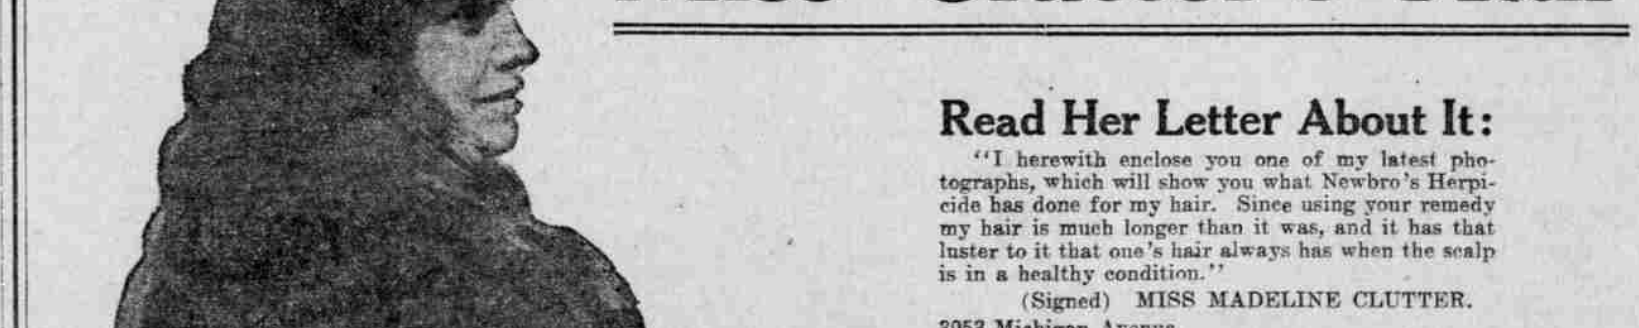 Read Her Letter About It:
"I herewith enclose you one of my latest pho-
tographs, which will show you what Newbro's Herpi-
cide has done for my hair. Since using your remedy
my hair is much longer than it was, and it has that
luster to it that one's hair always has when the scalp
is in a healthy condition."
(Signed) MISS MADELINE CLUTTER.
Michigan Avenue